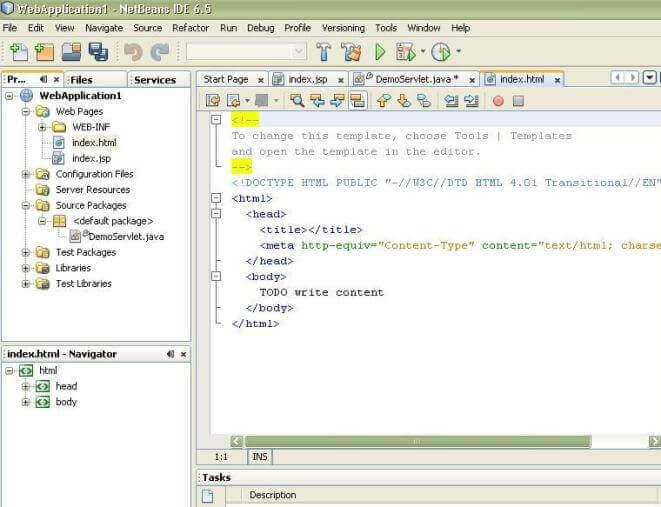 WebApplication1 - NetBeans IDE 6.5
File Edit View Navigate Source Refactor Run Debug Profile Versioning Tools Window Help
Pr... Files Services
WebApplication1
Web Pages
WEB-INF
index.html
index.jsp
Configuration Files
Server Resources
Source Packages
<default package>
DemoServlet.java
Test Packages
Libraries
Test Libraries
index.html - Navigator
html
head
body
Start Page index.jsp DemoServlet.java * index.html
<!--
To change this template, choose Tools | Templates
and open the template in the editor.
-->
<!DOCTYPE HTML PUBLIC "-//W3C//DTD HTML 4.01 Transitional//EN"
<html>
<head>
<title></title>
<meta http-equiv="Content-Type" content="text/html; charse
</head>
<body>
TODO write content
</body>
</html>
1:1 INS
Tasks
Description